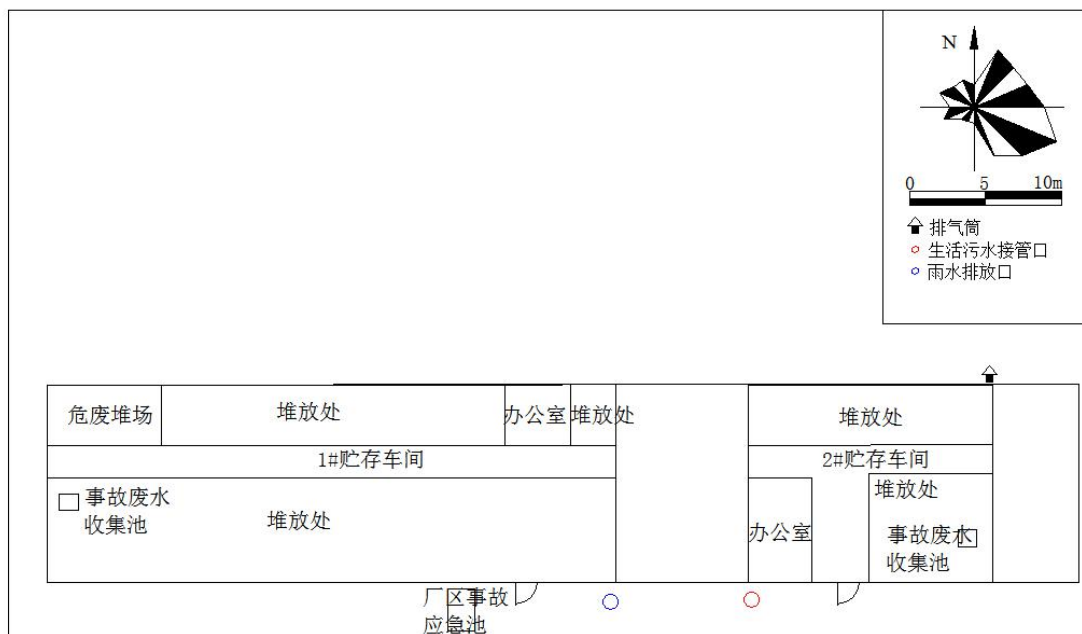 N
0 5 10m
排气筒
生活污水接管口
雨水排放口
危废堆场
堆放处
办公室
堆放处
堆放处
1#贮存车间
2#贮存车间
事故废水
收集池
堆放处
堆放处
办公室
事故废水
收集池
厂区事故
应急池